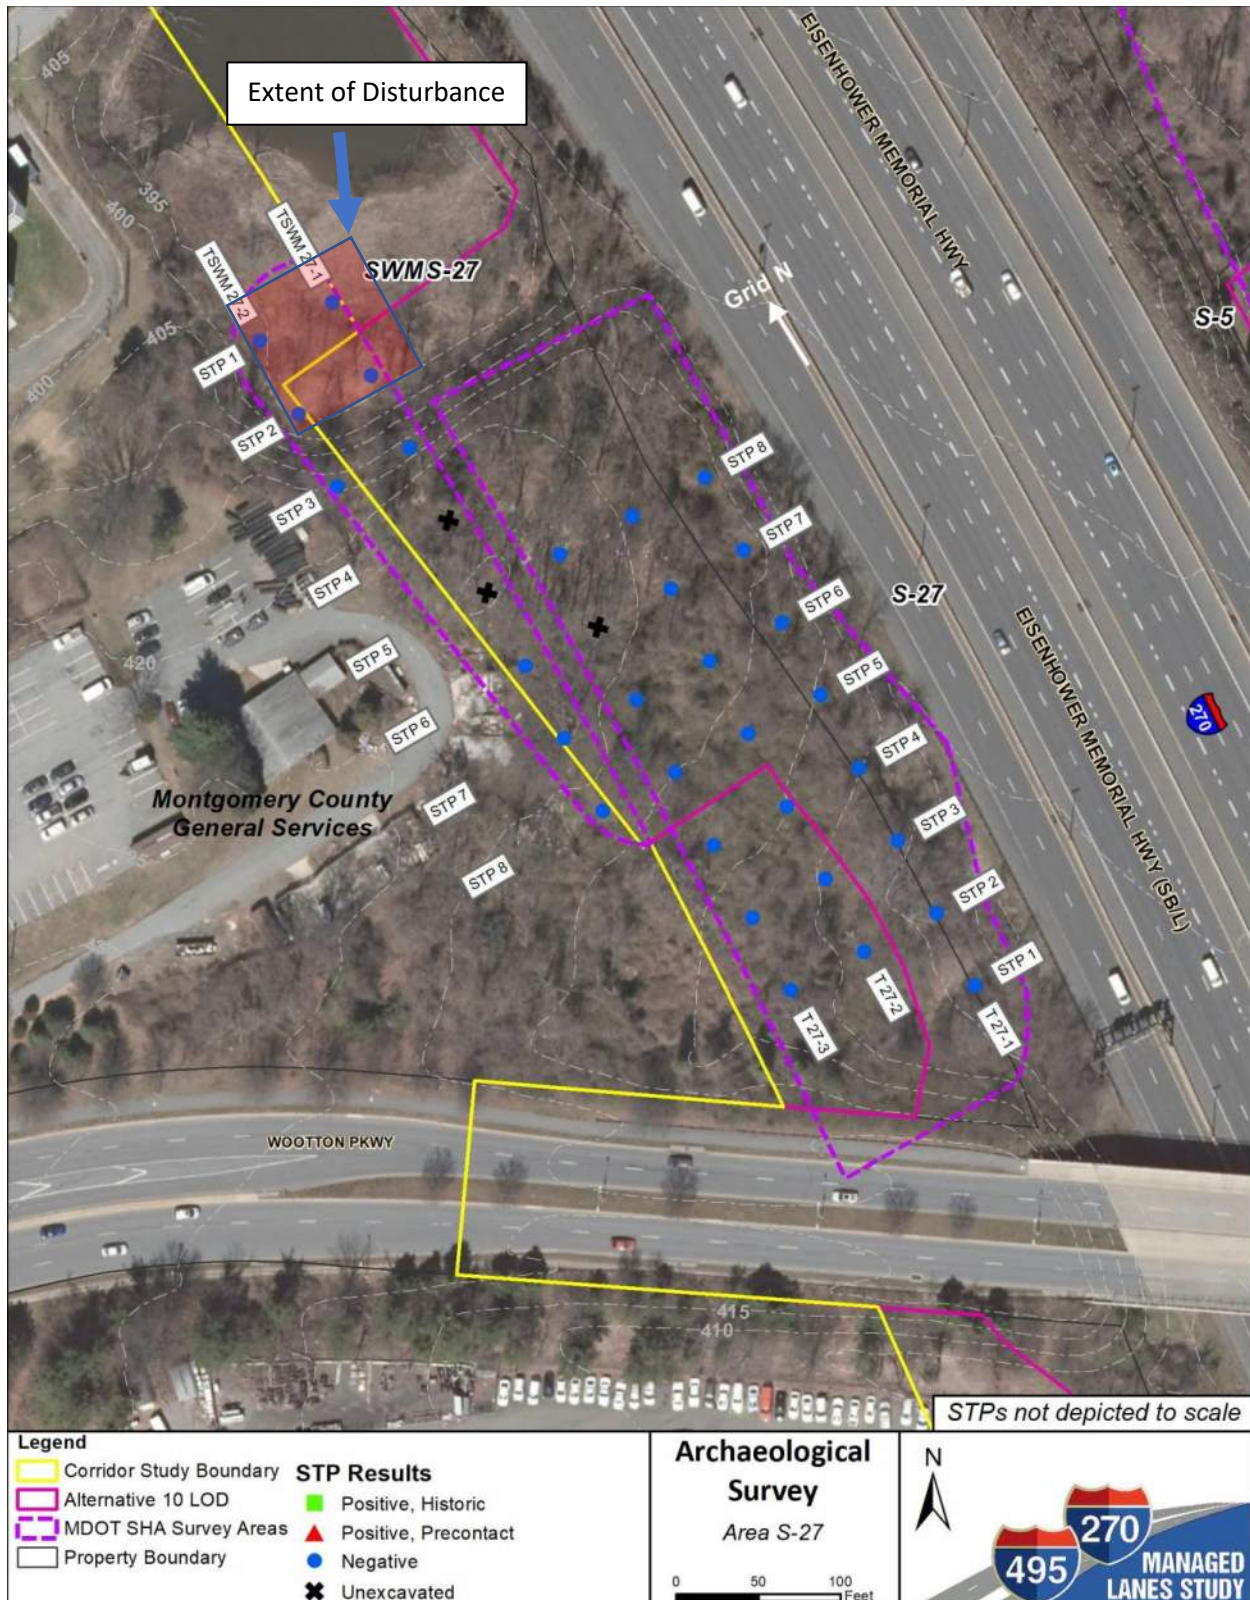 Extent of Disturbance
EISENHOWER MEMORIAL HWY
405
395
400
TSWM 27-1
TSWM 27-2
SWMS-27
Grid N
S-5
405
400
STP 1
STP 2
STP 3
STP 4
STP 5
STP 6
STP 7
STP 8
STP 8
STP 7
STP 6
STP 5
STP 4
STP 3
STP 2
STP 1
S-27
EISENHOWER MEMORIAL HWY (SB/L)
270
420
Montgomery County
General Services
T 27-3
T 27-2
T 27-1
WOOTTON PKWY
415
410
STPs not depicted to scale
Legend
Corridor Study Boundary
Alternative 10 LOD
MDOT SHA Survey Areas
Property Boundary
STP Results
Positive, Historic
Positive, Precontact
Negative
Unexcavated
Archaeological
Survey
Area S-27
0 50 100
Feet
N
495
270
MANAGED
LANES STUDY